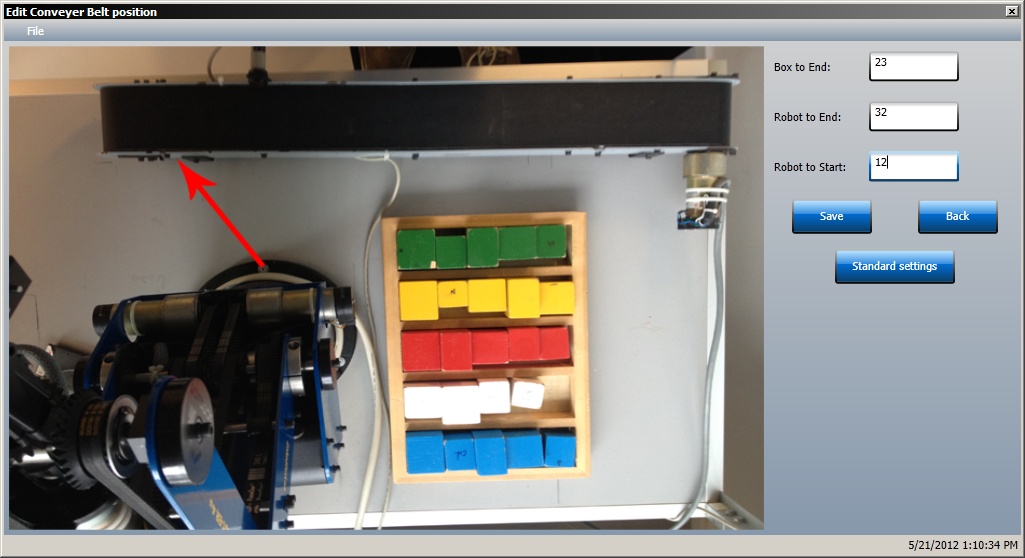 Edit Conveyer Belt position
File
Box to End: 23
Robot to End: 32
Robot to Start: 12
Save Back
Standard settings
5/21/2012 1:10:34 PM